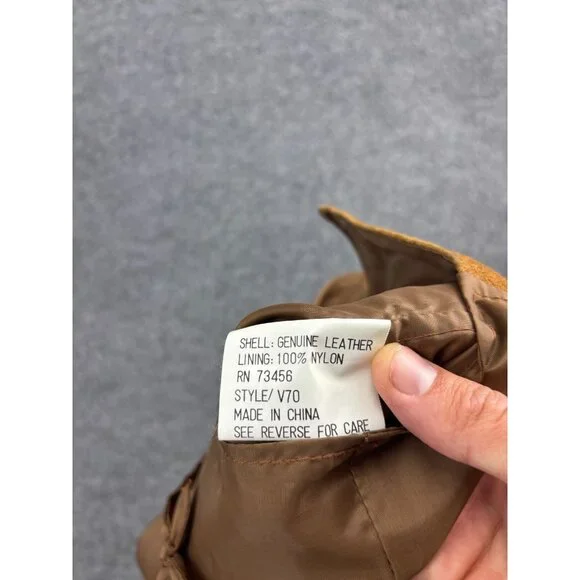 SHELL: GENUINE LEATHER
LINING: 100% NYLON
RN 73456
STYLE/ V70
MADE IN CHINA
SEE REVERSE FOR CARE